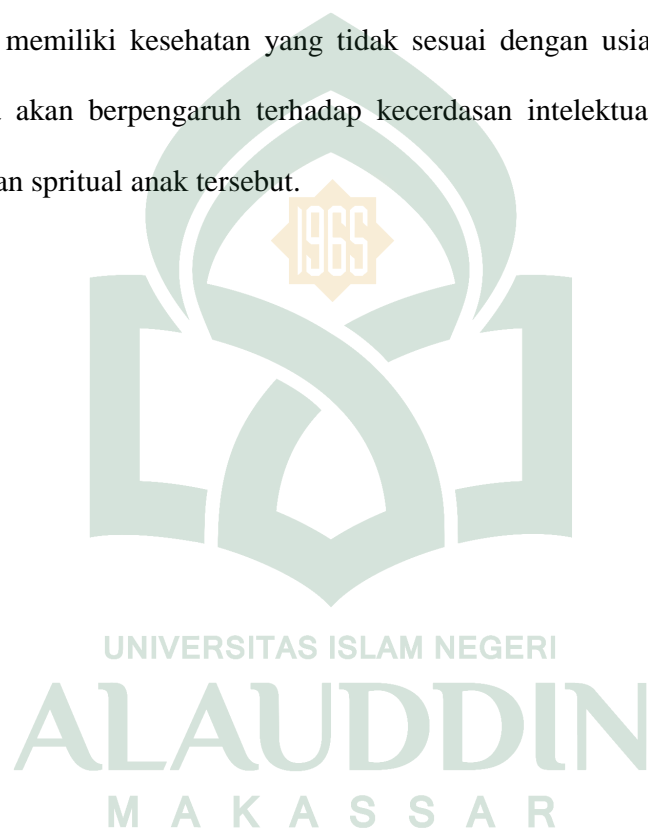 memiliki kesehatan yang tidak sesuai dengan usia
akan berpengaruh terhadap kecerdasan intelektua
an spritual anak tersebut.
1965
UNIVERSITAS ISLAM NEGERI
ALAUDDIN
MAKASSAR